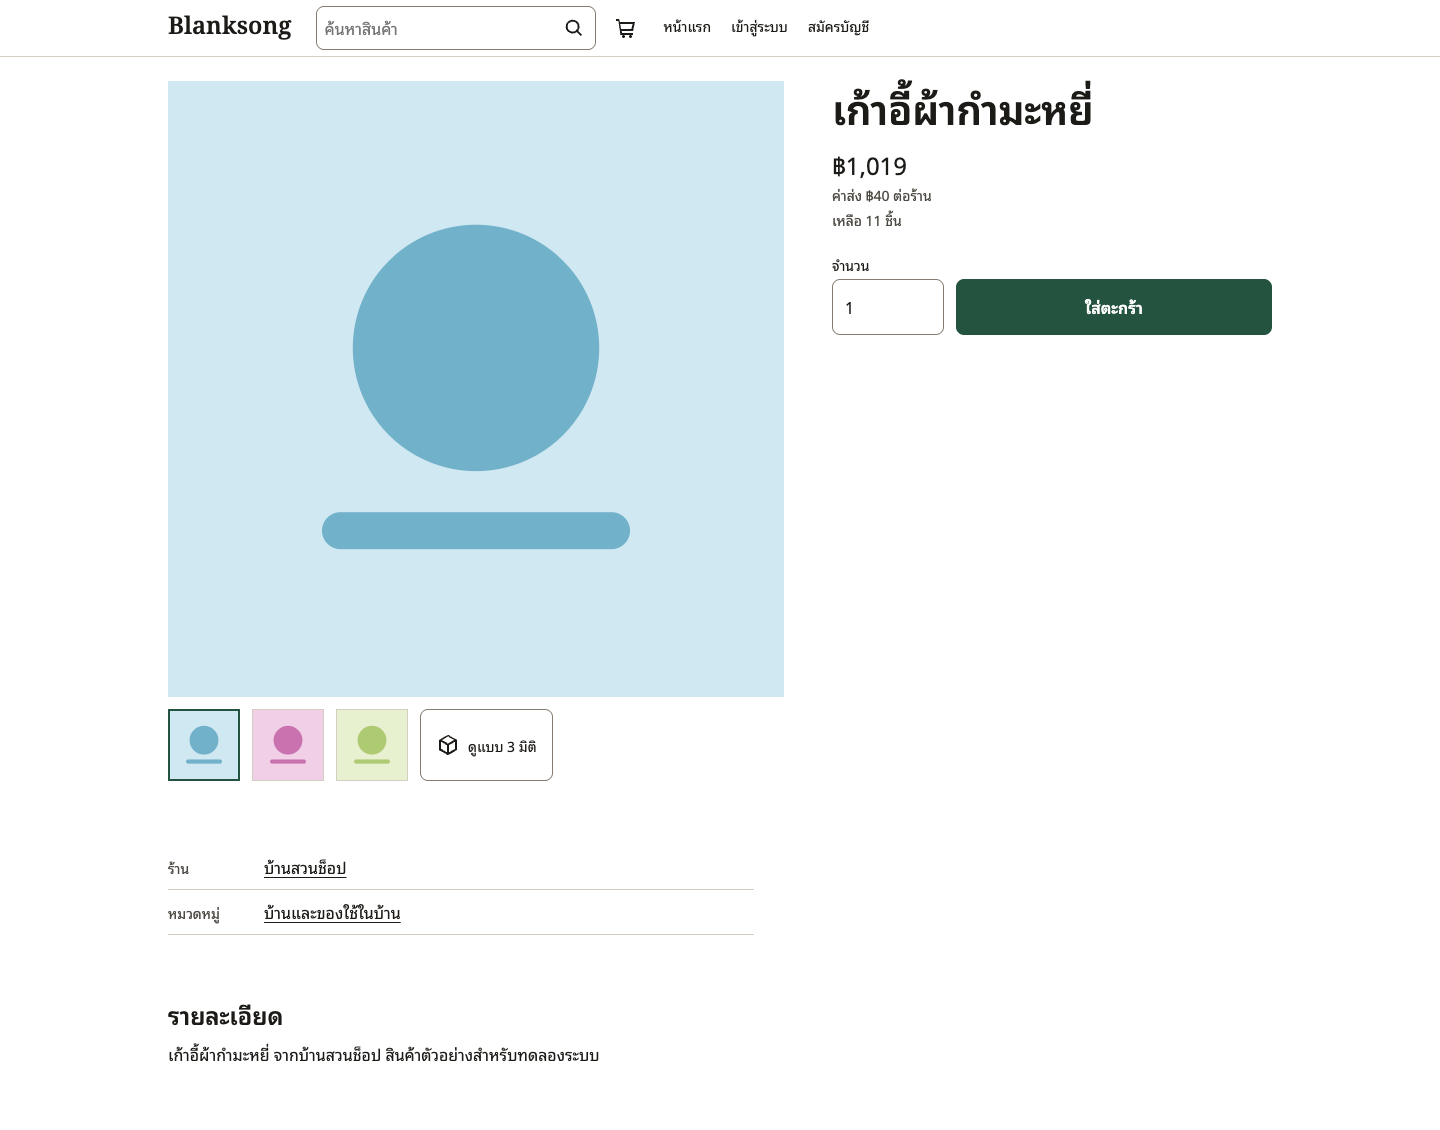 Blanksong
ค้นหาสินค้า
หน้าแรก
เข้าสู่ระบบ
สมัครบัญชี
เก้าอี้ผ้ากำมะหยี่
฿1,019
ค่าส่ง ฿40 ต่อร้าน
เหลือ 11 ชิ้น
จำนวน
1
ใส่ตะกร้า
ดูแบบ 3 มิติ
ร้าน
บ้านสวนช็อป
หมวดหมู่
บ้านและของใช้ในบ้าน
รายละเอียด
เก้าอี้ผ้ากำมะหยี่ จากบ้านสวนช็อป สินค้าตัวอย่างสำหรับทดลองระบบ